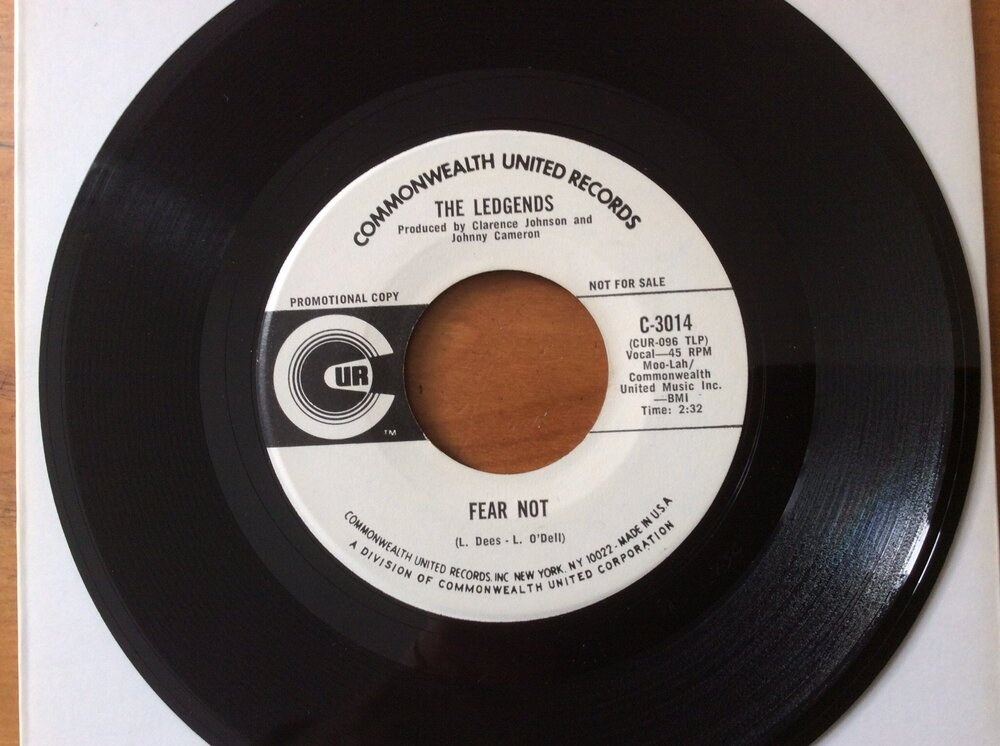 COMMONWEALTH UNITED RECORDS
THE LEDGENDS
Produced by Clarence Johnson and
Johnny Cameron
PROMOTIONAL COPY
NOT FOR SALE
CUR
TM
C-3014
(CUR-096 TLP)
Vocal—45 RPM
Moo-Lah/
Commonwealth
United Music Inc.
—BMI
Time: 2:32
FEAR NOT
(L. Dees - L. O'Dell)
COMMONWEALTH UNITED RECORDS, INC NEW YORK, NY 10022 - MADE IN U.S.A
A DIVISION OF COMMONWEALTH UNITED CORPORATION